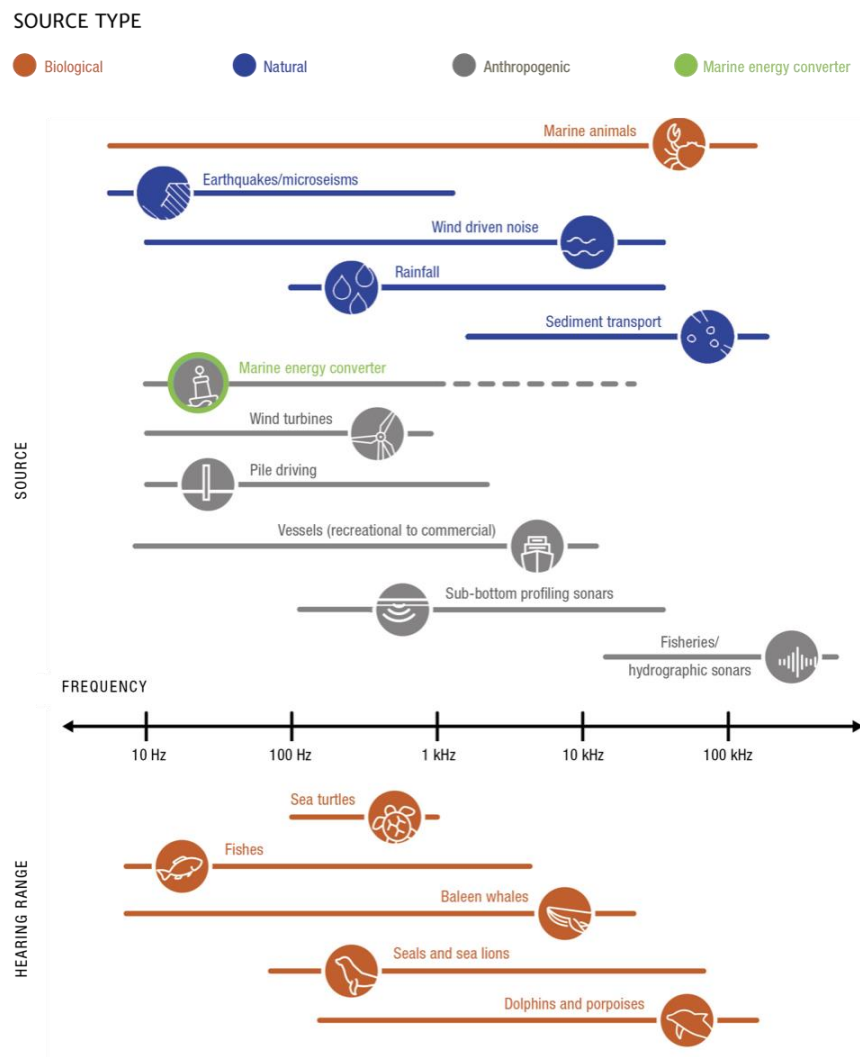 SOURCE TYPE
Biological
Natural
Anthropogenic
Marine energy converter
Marine animals
Earthquakes/microseisms
Wind driven noise
Rainfall
Sediment transport
Marine energy converter
Wind turbines
Pile driving
Vessels (recreational to commercial)
Sub-bottom profiling sonars
Fisheries/
hydrographic sonars
SOURCE
FREQUENCY
10 Hz
100 Hz
1 kHz
10 kHz
100 kHz
Sea turtles
Fishes
Baleen whales
Seals and sea lions
Dolphins and porpoises
HEARING RANGE